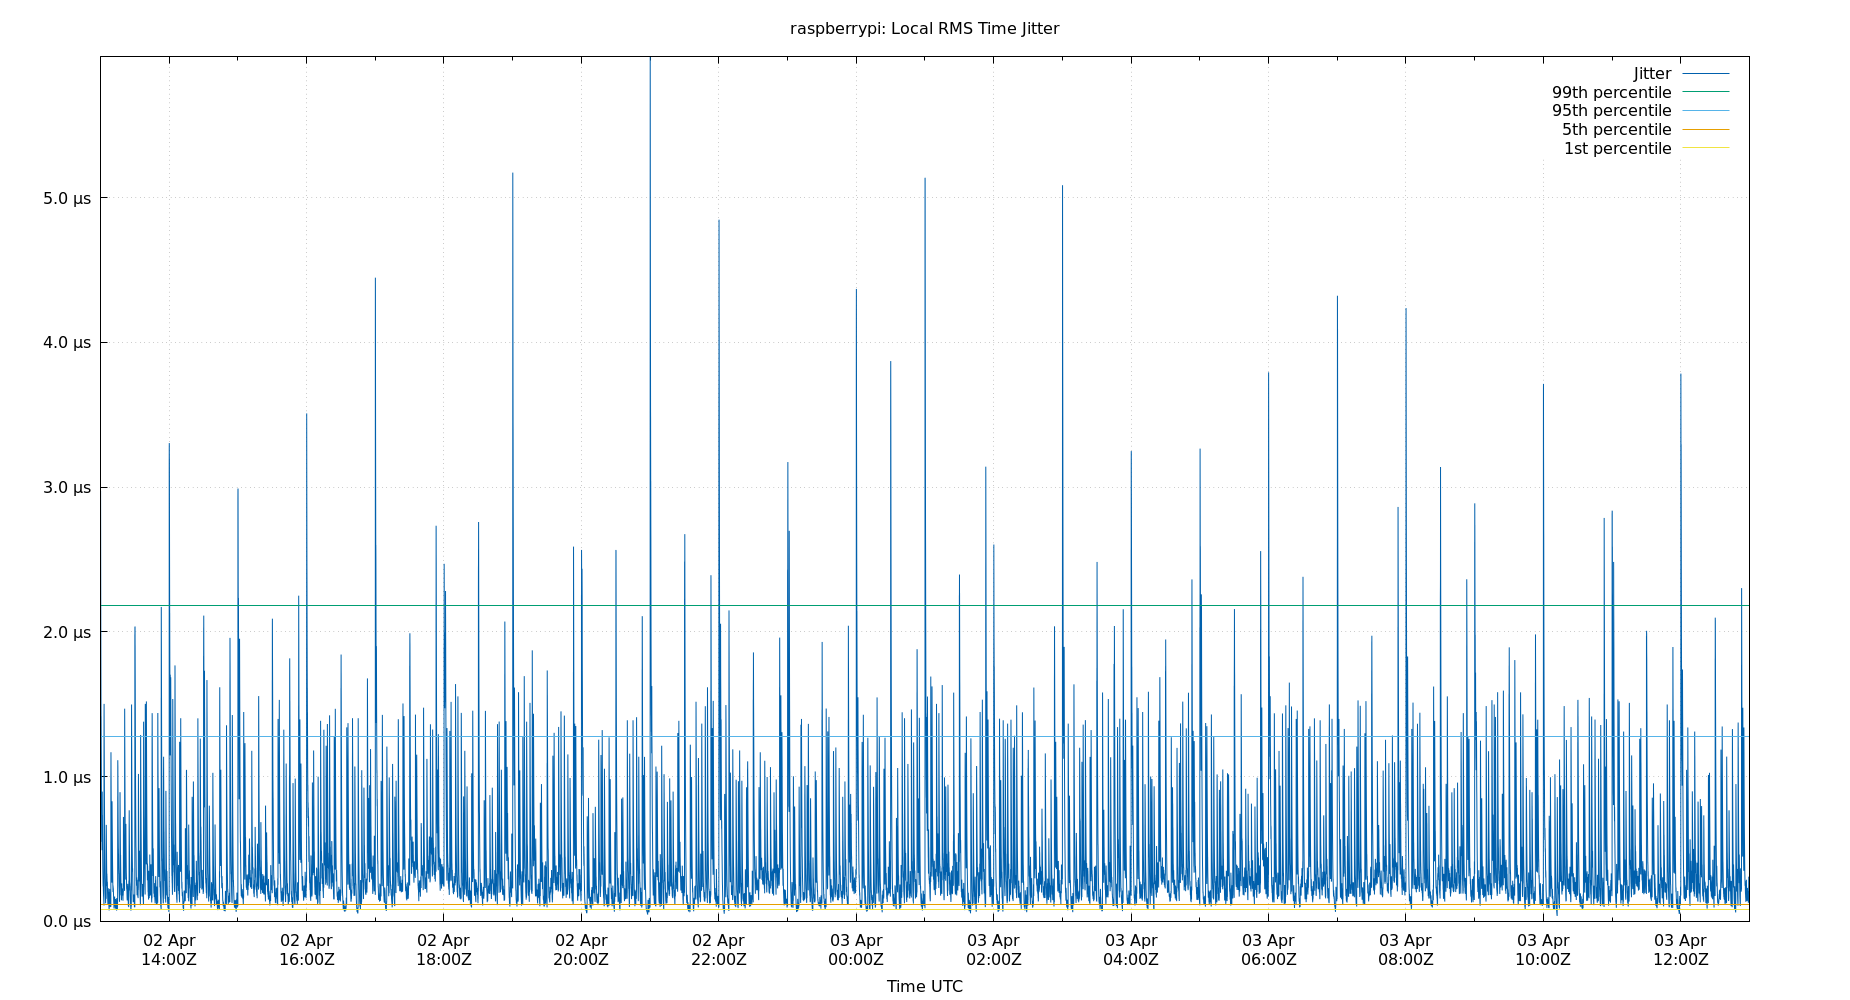 raspberrypi: Local RMS Time Jitter
Jitter
99th percentile
95th percentile
5th percentile
1st percentile
5.0 µs
4.0 µs
3.0 µs
2.0 µs
1.0 µs
0.0 µs
02 Apr 02 Apr 02 Apr 02 Apr 02 Apr 03 Apr 03 Apr 03 Apr 03 Apr 03 Apr 03 Apr 03 Apr
14:00Z 16:00Z 18:00Z 20:00Z 22:00Z 00:00Z 02:00Z 04:00Z 06:00Z 08:00Z 10:00Z 12:00Z
Time UTC